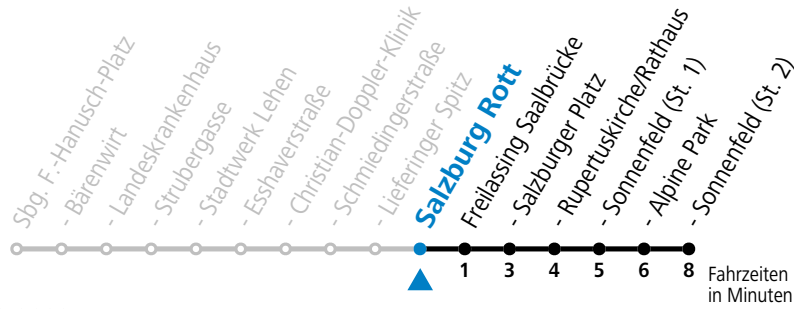 Sbg. F.-Hanusch-Platz
- Bärenwirt
- Landeskrankenhaus
- Strubergasse
- Stadtwerk Lehen
- Esshaverstraße
- Christian-Doppler-Klinik
- Schmiedingerstraße
- Lieferinger Spitz
Salzburg Rott
Freilassing Saalbrücke
- Salzburger Platz
- Rupertuskirche/Rathaus
- Sonnenfeld (St. 1)
- Alpine Park
- Sonnenfeld (St. 2)
1 3 4 5 6 8
Fahrzeiten
in Minuten